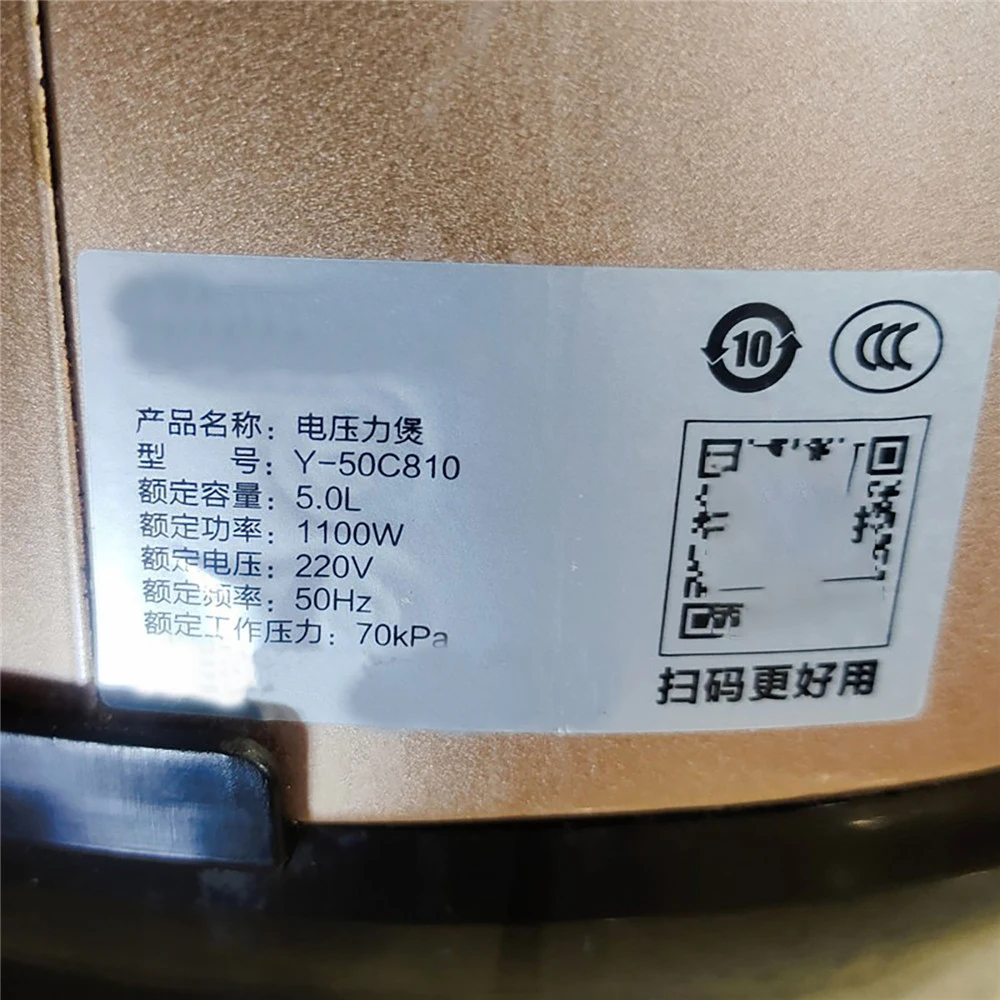 10
CCC
产品名称：电压力煲
型 号：Y-50C810
额定容量：5.0L
额定功率：1100W
额定电压：220V
额定频率：50Hz
额定工作压力：70kPa
扫码更好用